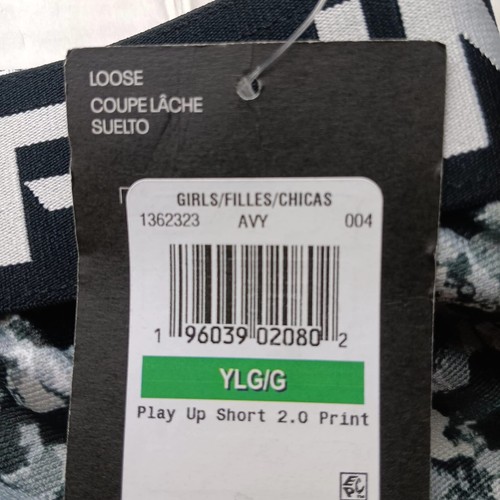 LOOSE
COUPE LÂCHE
SUELTO
GIRLS/FILLES/CHICAS
1362323 AVY 004
1 96039 02080 2
YLG/G
Play Up Short 2.0 Print